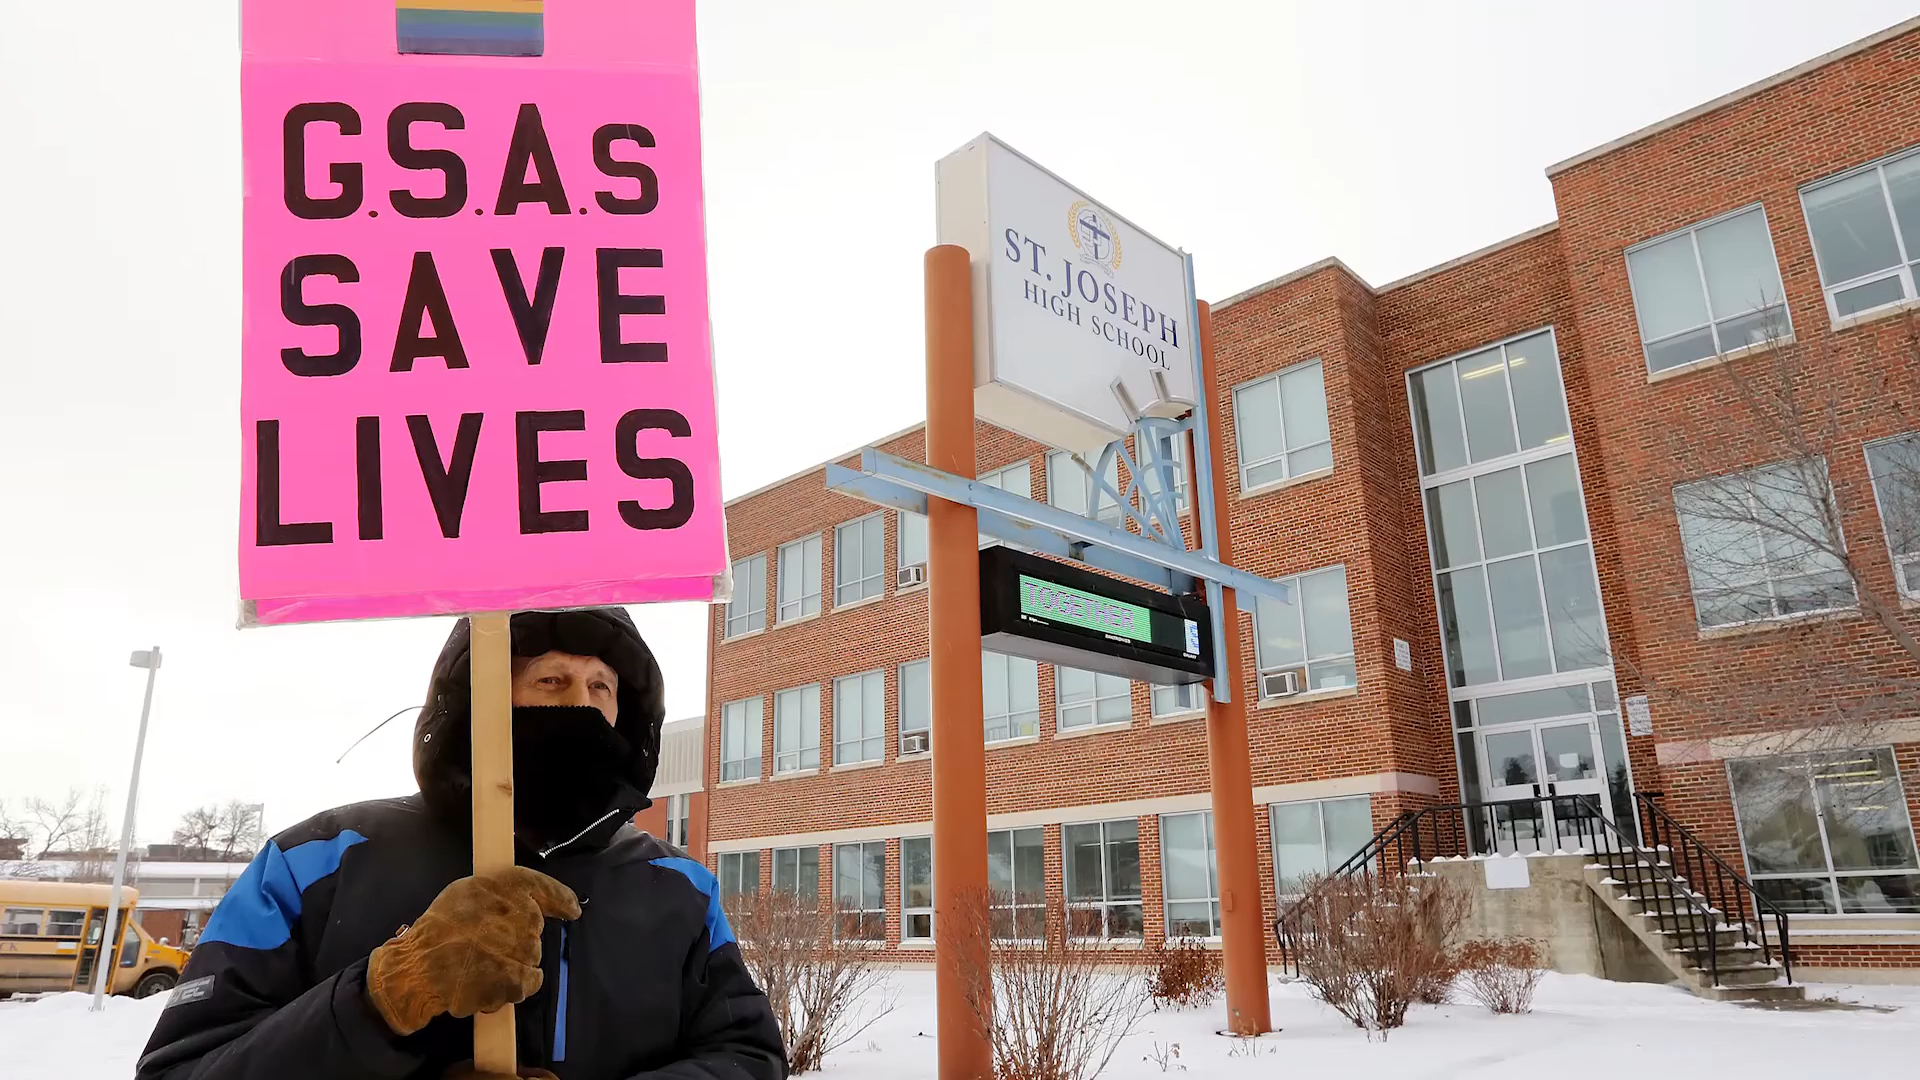 G.S.A.s
SAVE
LIVES
ST. JOSEPH
HIGH SCHOOL
TOGETHER